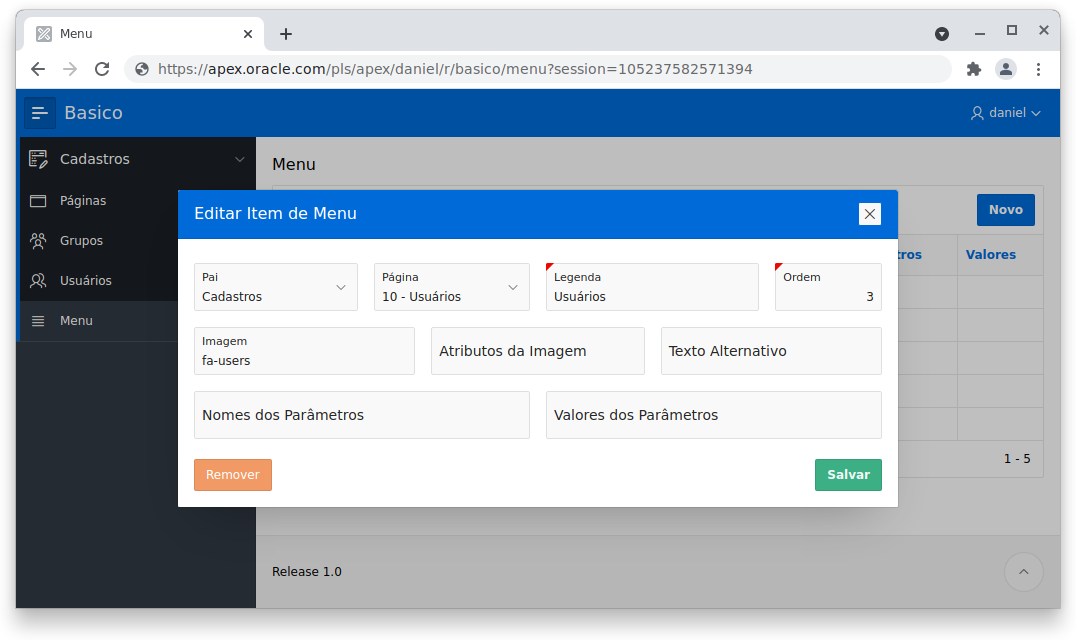 Menu
https://apex.oracle.com/pls/apex/daniel/r/basico/menu?session=105237582571394
Basico
daniel
Cadastros
Páginas
Grupos
Usuários
Menu
Menu
Novo
tros
Valores
Editar Item de Menu
Pai
Cadastros
Página
10 - Usuários
Legenda
Usuários
Ordem
3
Imagem
fa-users
Atributos da Imagem
Texto Alternativo
Nomes dos Parâmetros
Valores dos Parâmetros
Remover
Salvar
1 - 5
Release 1.0